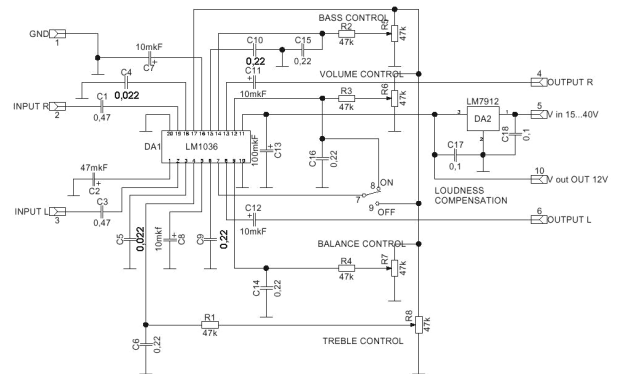 BASS CONTROL
GND
1
10mkF
C7
C10
0,22
C15
0,22
R2
47k
R5
47k
C4
0,022
C11
10mkF
VOLUME CONTROL
4
OUTPUT R
INPUT R
2
C1
0,47
R3
47k
R6
47k
LM7912
DA2
3
1
2
5
V in 15...40V
C18
0,1
20 19 18 17 16 15 14 13 12 11
DA1
LM1036
1 2 3 4 5 6 7 8 9 10
100mkF
C13
C16
0,22
C17
0,1
47mkF
C2
8
ON
7
9
OFF
10
V out OUT 12V
LOUDNESS
COMPENSATION
INPUT L
3
C3
0,47
C12
10mkF
6
OUTPUT L
C5
0,022
10mkf
C8
C9
0,22
BALANCE CONTROL
R4
47k
R7
47k
C14
0,22
R1
47k
R8
47k
C6
0,22
TREBLE CONTROL